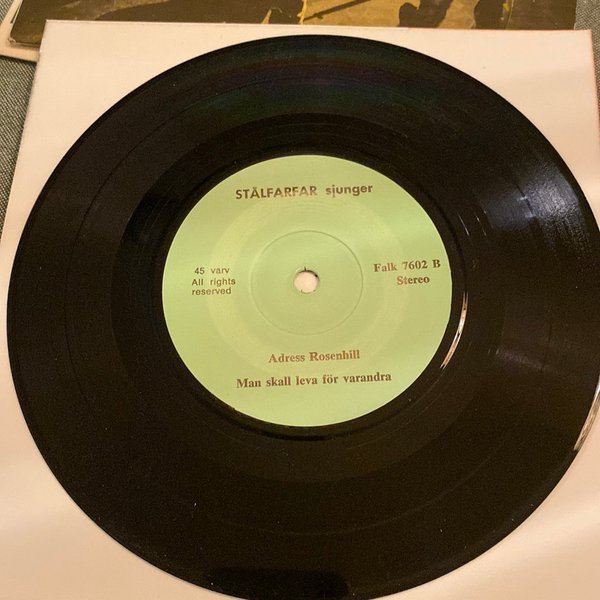 STÅLFARFAR sjunger
45 varv
All rights
reserved
Falk 7602 B
Stereo
Adress Rosenhill
Man skall leva för varandra